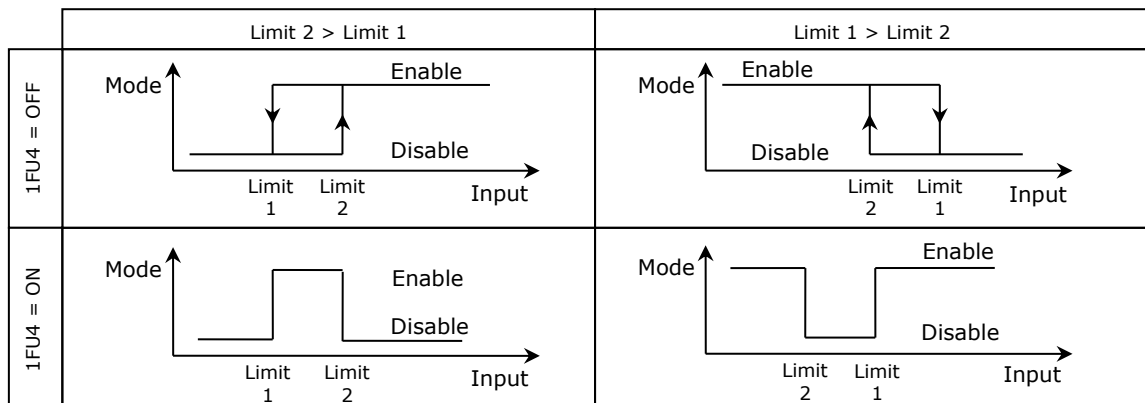 Limit 2 > Limit 1
Limit 1 > Limit 2
1FU4 = OFF
Mode
Enable
Disable
Limit
1
Limit
2
Input
Mode
Enable
Disable
Limit
2
Limit
1
Input
1FU4 = ON
Mode
Enable
Disable
Limit
1
Limit
2
Input
Mode
Enable
Disable
Limit
2
Limit
1
Input